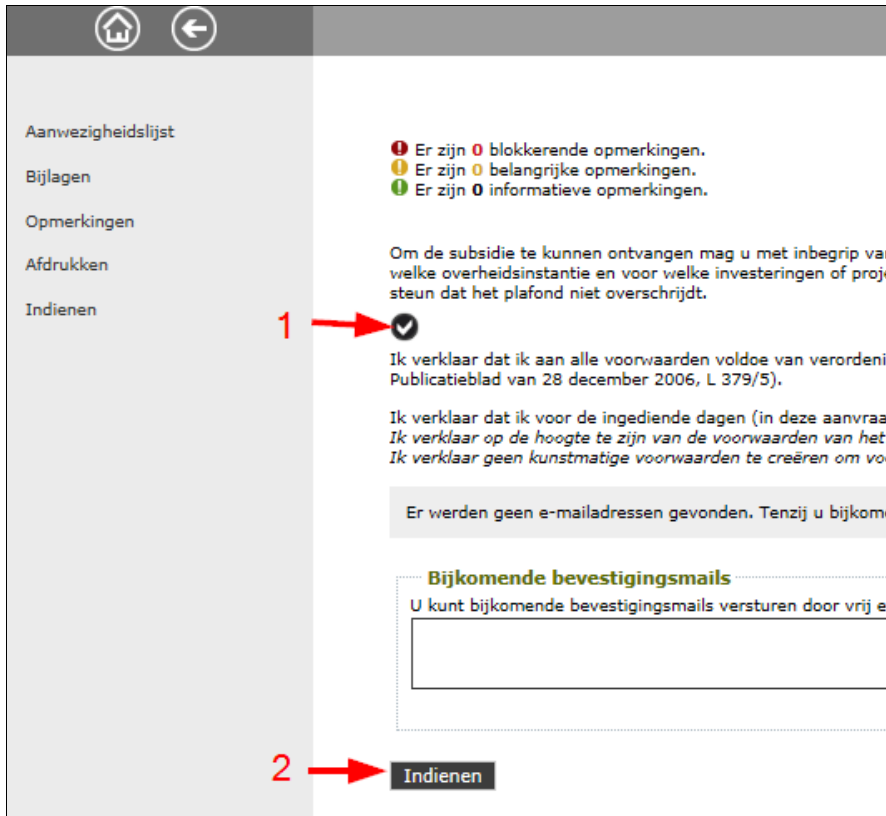 Aanwezigheidslijst
Bijlagen
Opmerkingen
Afdrukken
Indienen
Er zijn 0 blokkerende opmerkingen.
Er zijn 0 belangrijke opmerkingen.
Er zijn 0 informatieve opmerkingen.
Om de subsidie te kunnen ontvangen mag u met inbegrip van
welke overheidsinstantie en voor welke investeringen of proje
steun dat het plafond niet overschrijdt.
1
Ik verklaar dat ik aan alle voorwaarden voldoe van verordeni
Publicatieblad van 28 december 2006, L 379/5).
Ik verklaar dat ik voor de ingediende dagen (in deze aanvraa
Ik verklaar op de hoogte te zijn van de voorwaarden van het
Ik verklaar geen kunstmatige voorwaarden te creëren om vo
Er werden geen e-mailadressen gevonden. Tenzij u bijkom
Bijkomende bevestigingsmails
U kunt bijkomende bevestigingsmails versturen door vrij e
2
Indienen